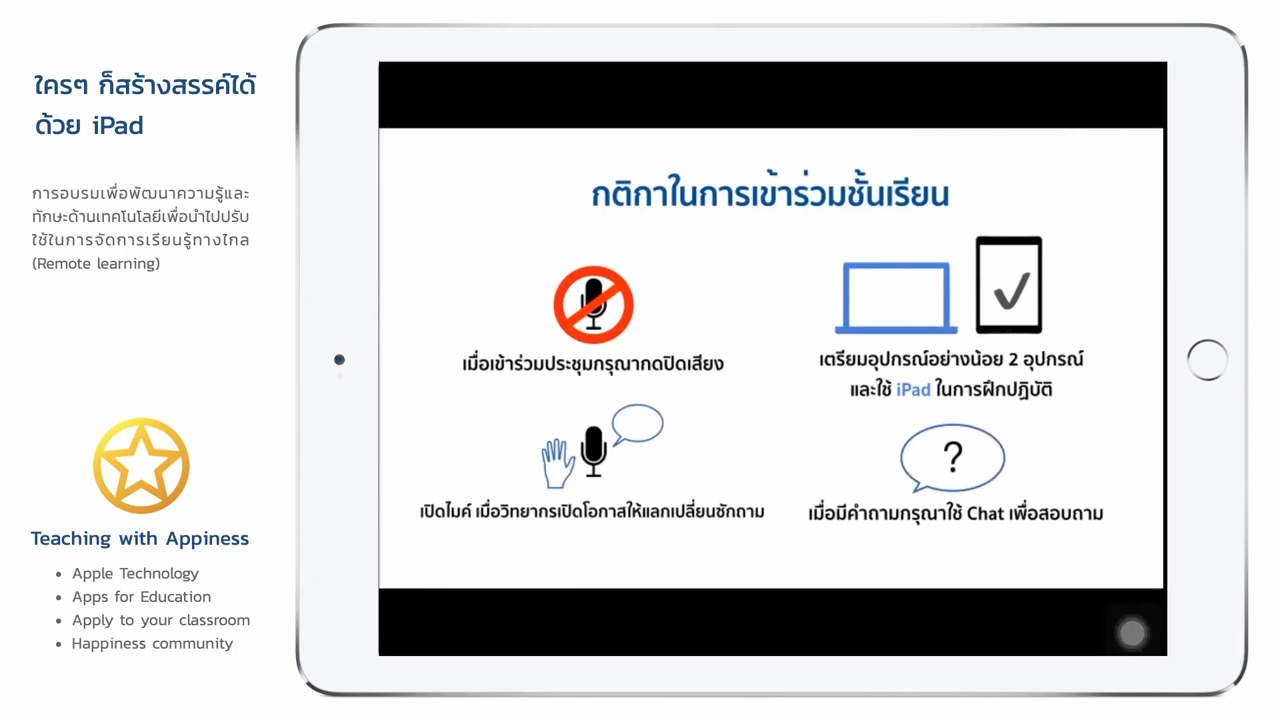 ใครๆ ก็สร้างสรรค์ได้
ด้วย iPad
การอบรมเพื่อพัฒนาความรู้และ
ทักษะด้านเทคโนโลยีเพื่อนำไปปรับ
ใช้ในการจัดการเรียนรู้ทางไกล
(Remote learning)
Teaching with Appiness
• Apple Technology
• Apps for Education
• Apply to your classroom
• Happiness community
กติกาในการเข้าร่วมชั้นเรียน
เมื่อเข้าร่วมประชุมกรุณากดปิดเสียง
เตรียมอุปกรณ์อย่างน้อย 2 อุปกรณ์
และใช้ iPad ในการฝึกปฏิบัติ
?
เปิดไมค์ เมื่อวิทยากรเปิดโอกาสให้แลกเปลี่ยนซักถาม
เมื่อมีคำถามกรุณาใช้ Chat เพื่อสอบถาม